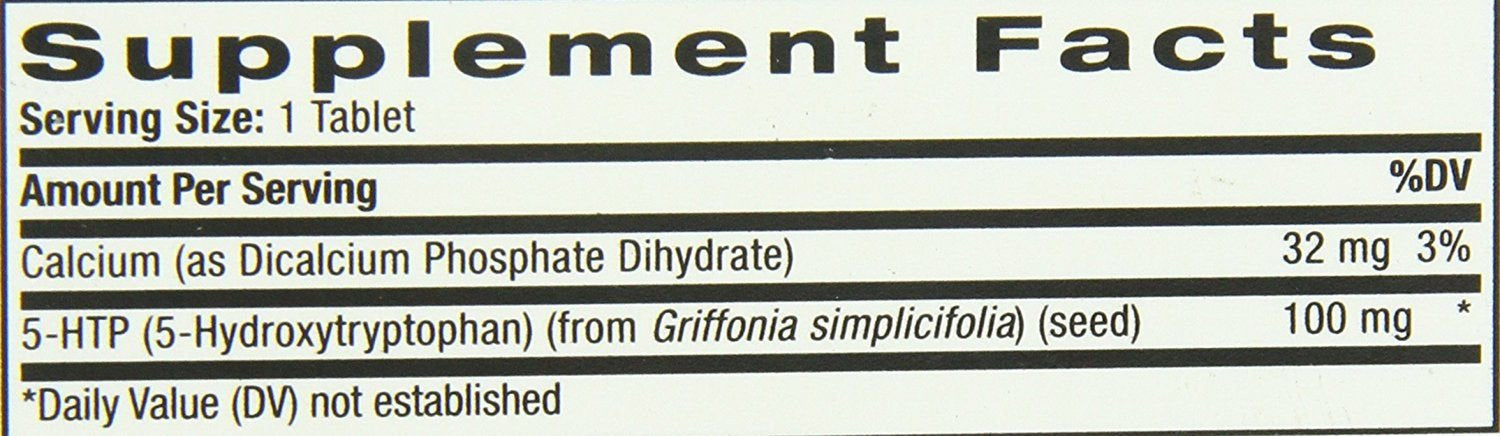 Supplement Facts
Serving Size: 1 Tablet
Amount Per Serving %DV
Calcium (as Dicalcium Phosphate Dihydrate) 32 mg 3%
5-HTP (5-Hydroxytryptophan) (from Griffonia simplicifolia) (seed) 100 mg *
*Daily Value (DV) not established